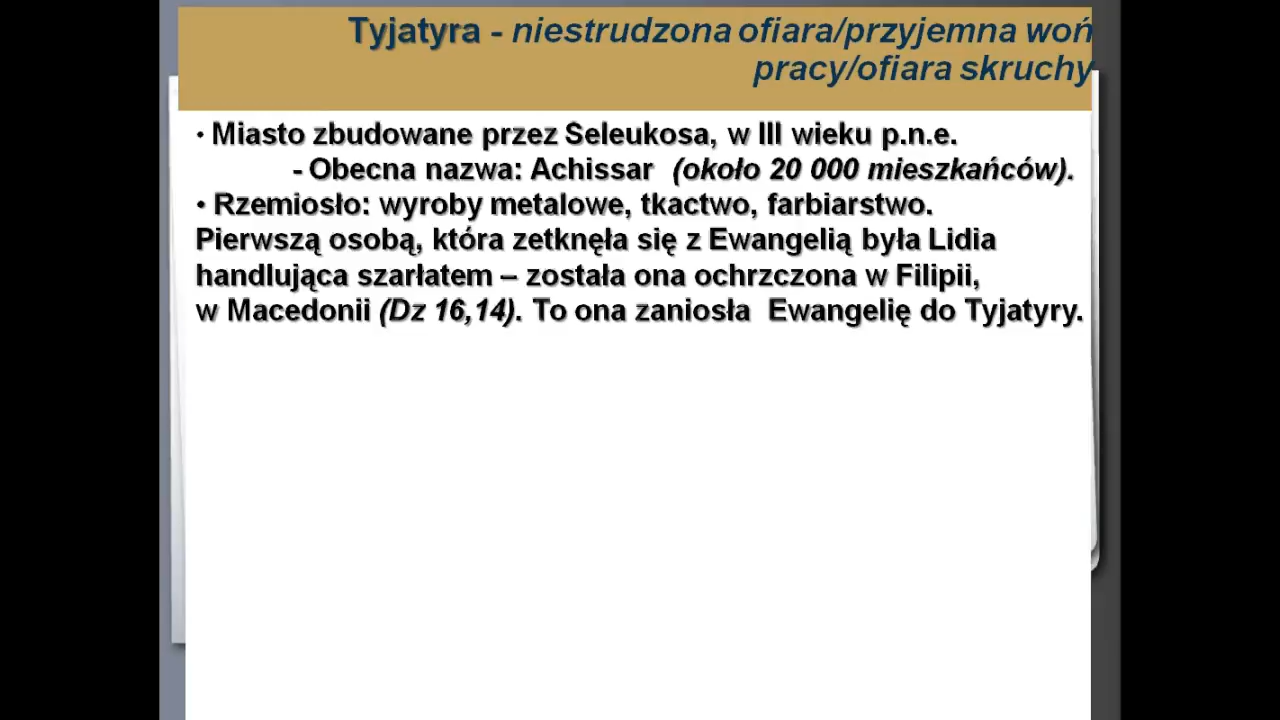 Tyjatyra - niestrudzona ofiara/przyjemna woń
pracy/ofiara skruchy
• Miasto zbudowane przez Seleukosa, w III wieku p.n.e.
- Obecna nazwa: Achissar (około 20 000 mieszkańców).
• Rzemiosło: wyroby metalowe, tkactwo, farbiarstwo.
Pierwszą osobą, która zetknęła się z Ewangelią była Lidia
handlująca szarłatem – została ona ochrzczona w Filipii,
w Macedonii (Dz 16,14). To ona zaniosła Ewangelię do Tyjatyry.